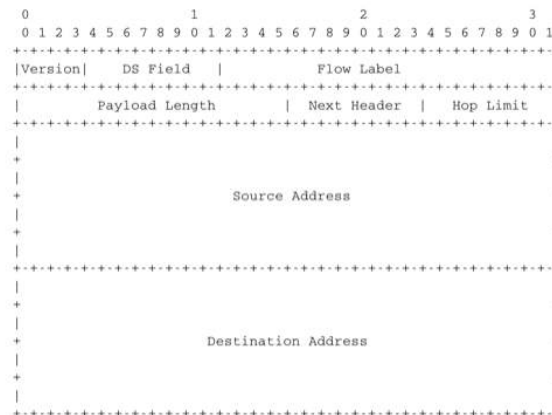 0 1 2 3
0 1 2 3 4 5 6 7 8 9 0 1 2 3 4 5 6 7 8 9 0 1 2 3 4 5 6 7 8 9 0 1
+-+-+-+-+-+-+-+-+-+-+-+-+-+-+-+-+-+-+-+-+-+-+-+-+-+-+-+-+-+-+-+-
|Version| DS Field | Flow Label
+-+-+-+-+-+-+-+-+-+-+-+-+-+-+-+-+-+-+-+-+-+-+-+-+-+-+-+-+-+-+-+-
| Payload Length | Next Header | Hop Limit
+-+-+-+-+-+-+-+-+-+-+-+-+-+-+-+-+-+-+-+-+-+-+-+-+-+-+-+-+-+-+-+-
|
+
|
+ Source Address
|
+
|
+-+-+-+-+-+-+-+-+-+-+-+-+-+-+-+-+-+-+-+-+-+-+-+-+-+-+-+-+-+-+-+-
|
+
|
+ Destination Address
|
+
|
+-+-+-+-+-+-+-+-+-+-+-+-+-+-+-+-+-+-+-+-+-+-+-+-+-+-+-+-+-+-+-+-